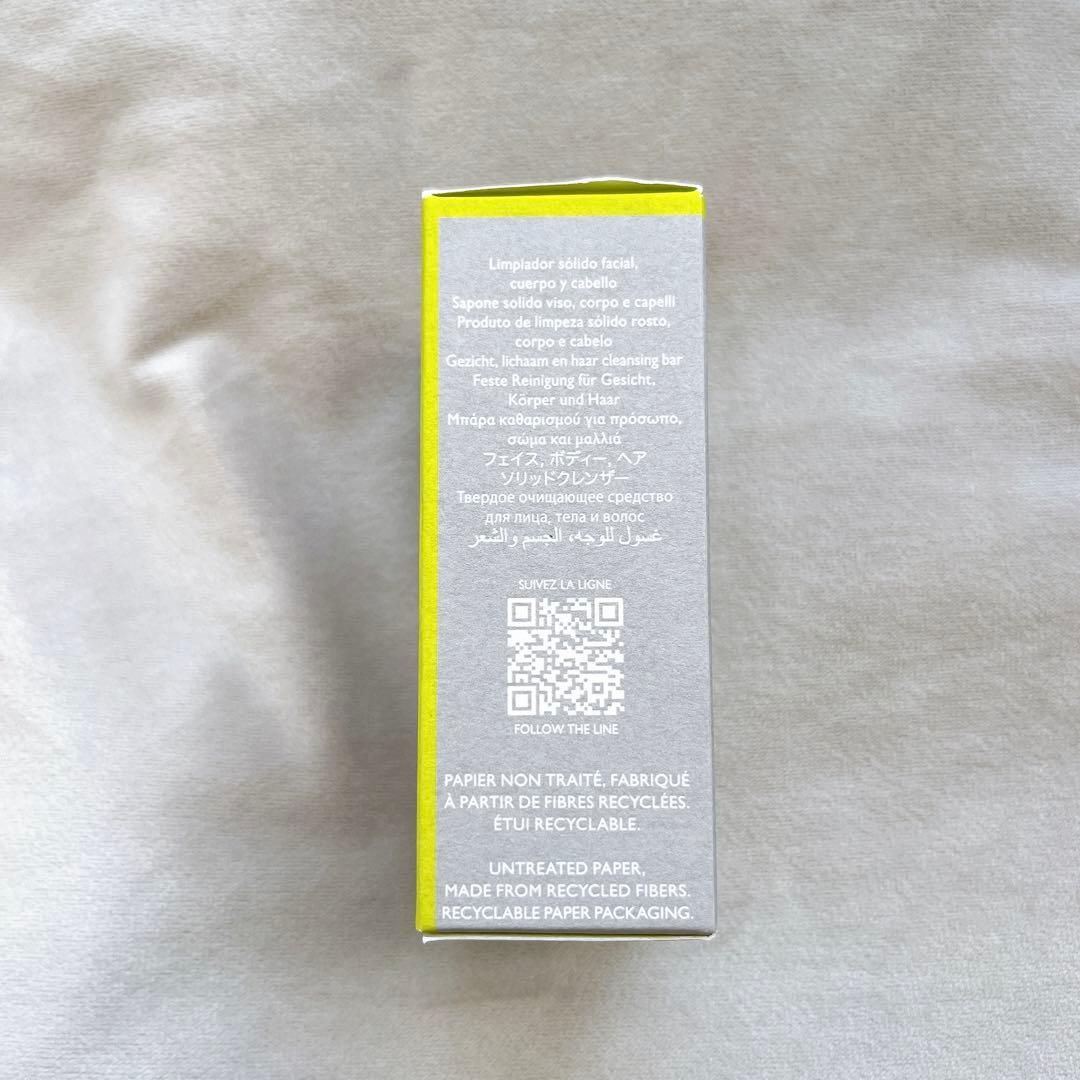 Limpiador sólido facial,
cuerpo y cabello
Sapone solido viso, corpo e capelli
Produto de limpeza sólido rosto,
corpo e cabelo
Gezicht, lichaam en haar cleansing bar
Feste Reinigung für Gesicht,
Körper und Haar
Μπάρα καθαρισμού για πρόσωπο,
σώμα και μαλλιά
フェイス, ボディー, ヘア
ソリッドクレンザー
Твердое очищающее средство
для лица, тела и волос
غسول للوجه، الجسم والشعر
SUIVEZ LA LIGNE
FOLLOW THE LINE
PAPIER NON TRAITÉ, FABRIQUÉ
À PARTIR DE FIBRES RECYCLÉES.
ÉTUI RECYCLABLE.
UNTREATED PAPER,
MADE FROM RECYCLED FIBERS.
RECYCLABLE PAPER PACKAGING.